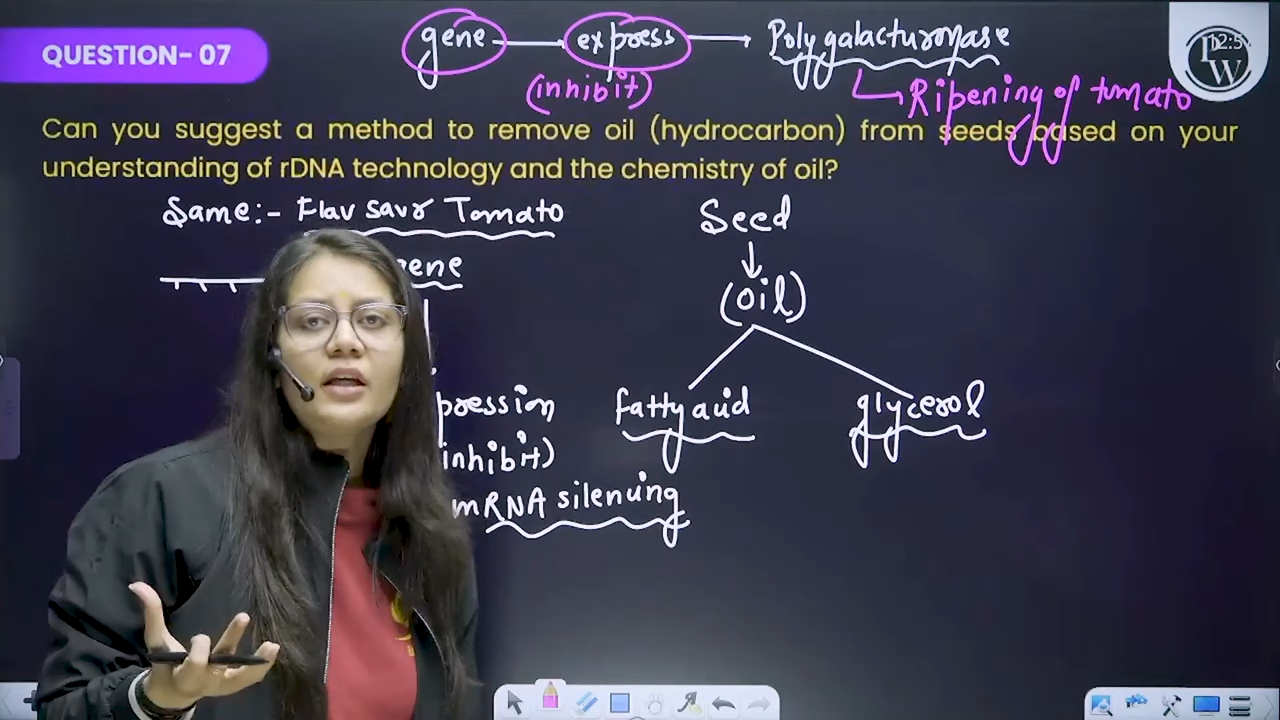 gene → express → Polygalacturonase
QUESTION- 07
(inhibit)
Ripening of tomato
Can you suggest a method to remove oil (hydrocarbon) from seeds based on your
understanding of rDNA technology and the chemistry of oil?
Same:- Flav savr Tomato
Seed
gene
(oil)
pression
fatty acid
glycerol
inhibit)
mRNA silencing